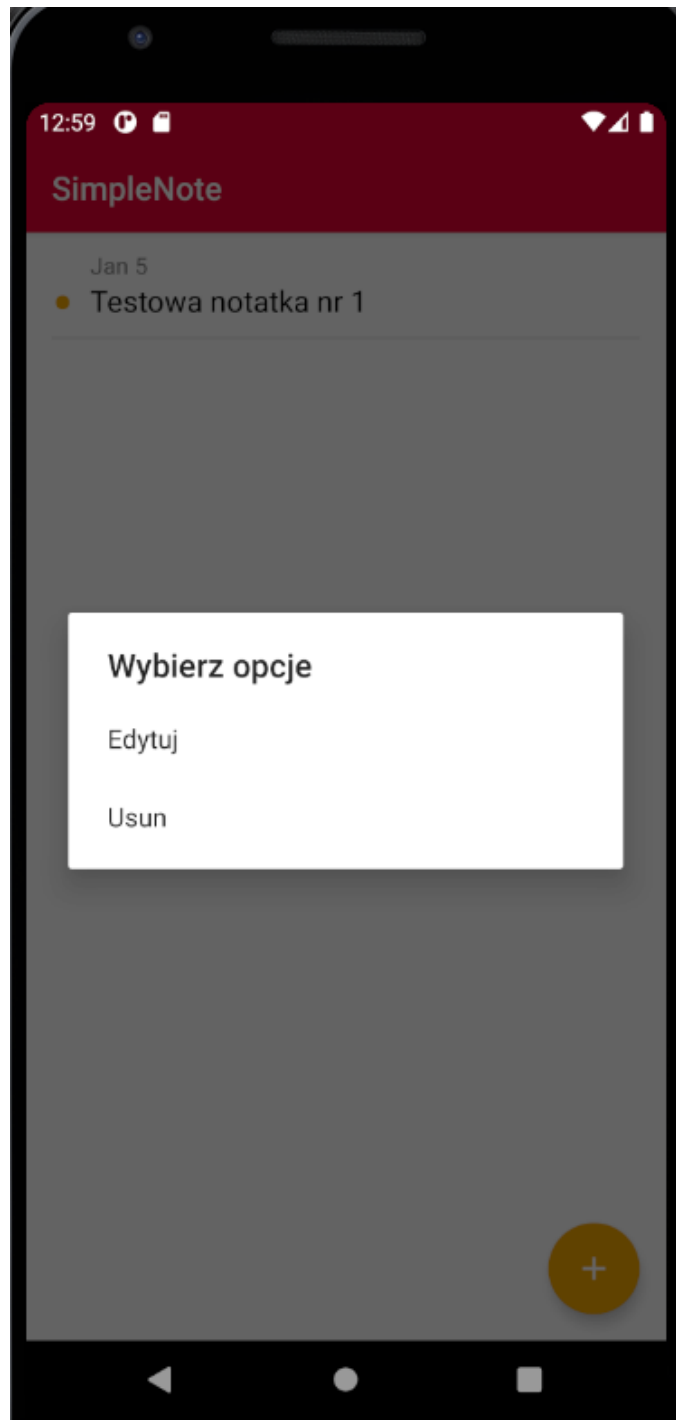 12:59
SimpleNote
Jan 5
Testowa notatka nr 1
Wybierz opcje
Edytuj
Usun
+